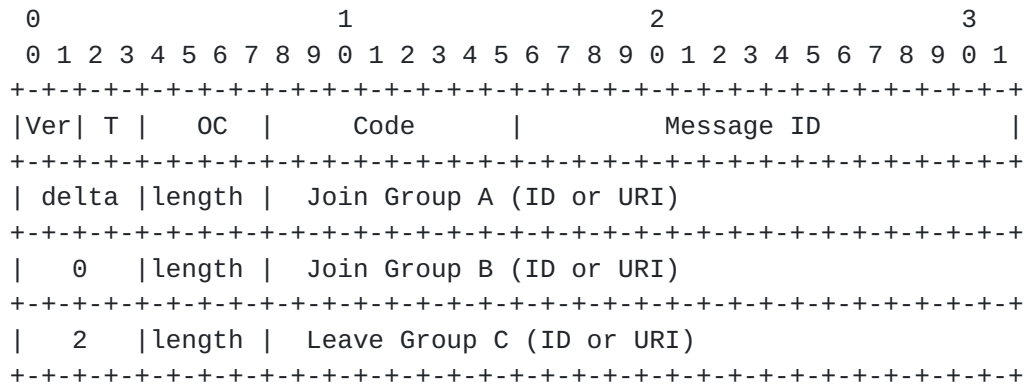 0                   1                   2                   3
 0 1 2 3 4 5 6 7 8 9 0 1 2 3 4 5 6 7 8 9 0 1 2 3 4 5 6 7 8 9 0 1
+-+-+-+-+-+-+-+-+-+-+-+-+-+-+-+-+-+-+-+-+-+-+-+-+-+-+-+-+-+-+-+-+
|Ver| T |   OC  |     Code      |         Message ID            |
+-+-+-+-+-+-+-+-+-+-+-+-+-+-+-+-+-+-+-+-+-+-+-+-+-+-+-+-+-+-+-+-+
| delta |length |  Join Group A (ID or URI)
+-+-+-+-+-+-+-+-+-+-+-+-+-+-+-+-+-+-+-+-+-+-+-+-+-+-+-+-+-+-+-+-+
|   0   |length |  Join Group B (ID or URI)
+-+-+-+-+-+-+-+-+-+-+-+-+-+-+-+-+-+-+-+-+-+-+-+-+-+-+-+-+-+-+-+-+
|   2   |length |  Leave Group C (ID or URI)
+-+-+-+-+-+-+-+-+-+-+-+-+-+-+-+-+-+-+-+-+-+-+-+-+-+-+-+-+-+-+-+-+